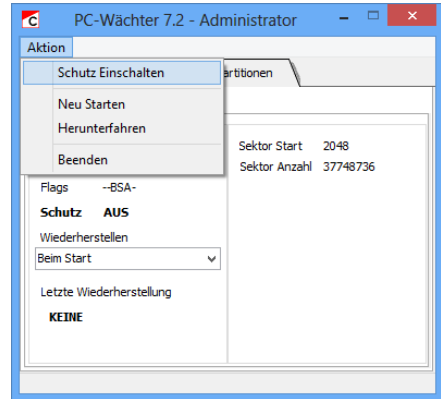 PC-Wächter 7.2 - Administrator
Aktion
Schutz Einschalten
Neu Starten
Herunterfahren
Beenden
artitionen
Sektor Start 2048
Sektor Anzahl 37748736
Flags --BSA-
Schutz AUS
Wiederherstellen
Beim Start
Letzte Wiederherstellung
KEINE